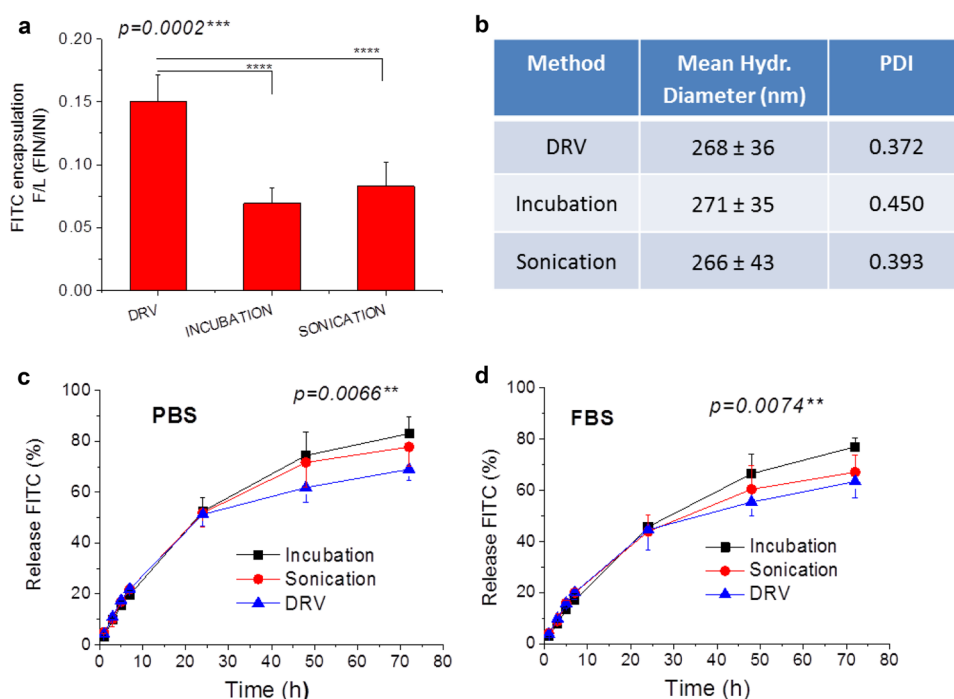 a
p=0.0002***
****
****
FITC encapsulation
F/L (FIN/INI)
0.20
0.15
0.10
0.05
0.00
DRV
INCUBATION
SONICATION
b
Method
Mean Hydr.
Diameter (nm)
PDI
DRV
268 ± 36
0.372
Incubation
271 ± 35
0.450
Sonication
266 ± 43
0.393
c
p=0.0066**
PBS
Release FITC (%)
100
80
60
40
20
0
Incubation
Sonication
DRV
0 10 20 30 40 50 60 70 80
Time (h)
d
p=0.0074**
FBS
Release FITC (%)
100
80
60
40
20
0
Incubation
Sonication
DRV
0 10 20 30 40 50 60 70 80
Time (h)